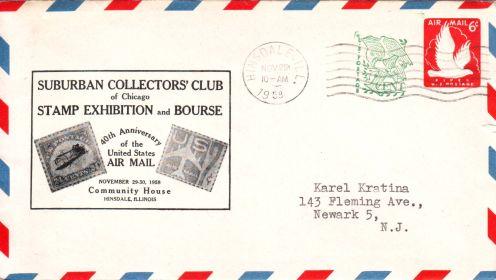 SUBURBAN COLLECTORS' CLUB
of Chicago
STAMP EXHIBITION and BOURSE
40th Anniversary
of the
United States
AIR MAIL
NOVEMBER 29-30, 1958
Community House
HINSDALE, ILLINOIS
HINSDALE, ILL.
NOV 29
10-AM
1958
AIR MAIL 6¢
U.S. POSTAGE
Karel Kratina
143 Fleming Ave.,
Newark 5,
N.J.